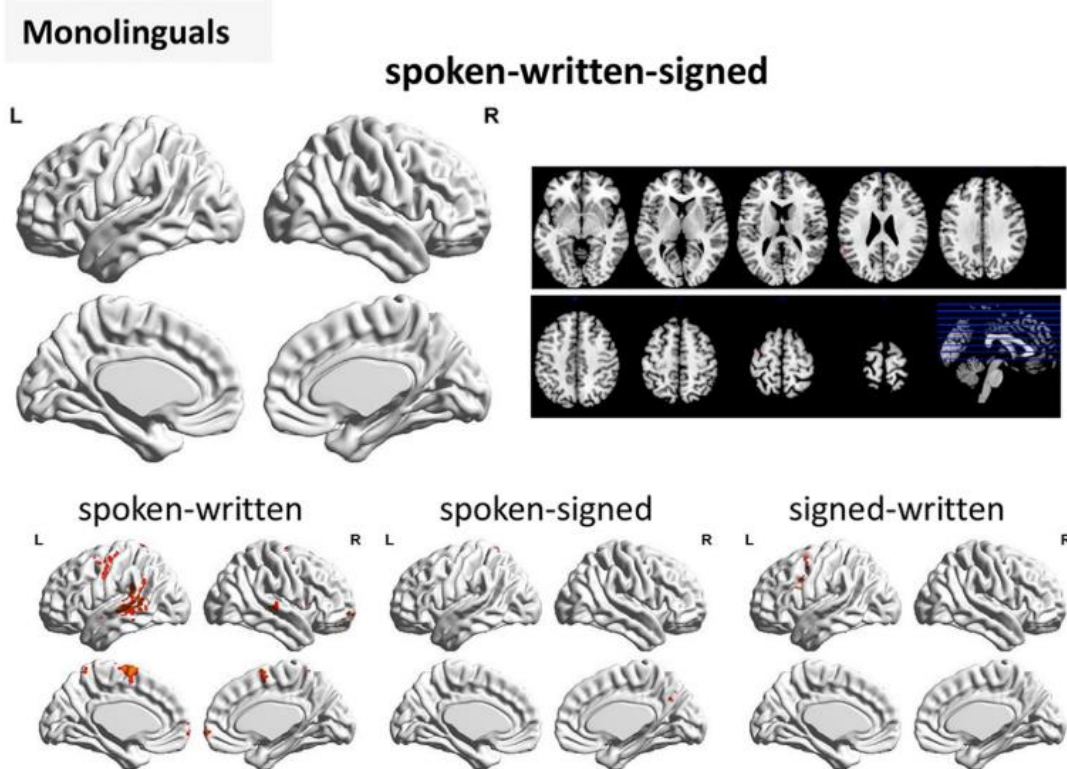 Monolinguals
spoken-written-signed
L R
spoken-written spoken-signed signed-written
L R L R L R